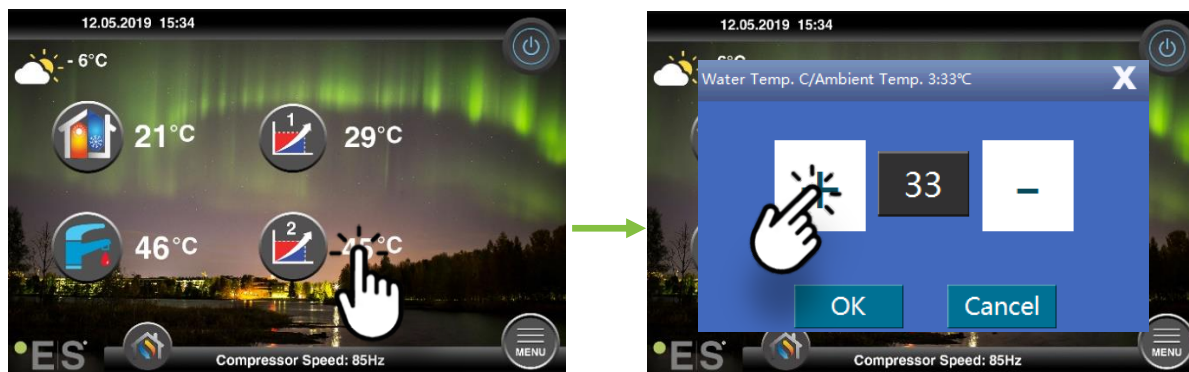 12.05.2019 15:34
- 6°C
21°C
1
29°C
46°C
2
45°C
ES
Compressor Speed: 85Hz
MENU
12.05.2019 15:34
Water Temp. C/Ambient Temp. 3:33℃
X
+
33
-
OK
Cancel
ES
Compressor Speed: 85Hz
MENU